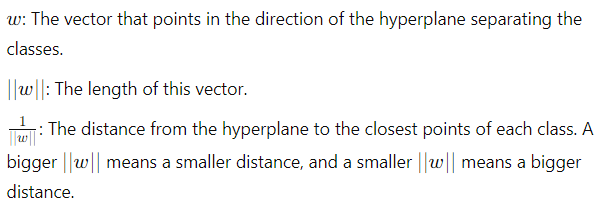 w: The vector that points in the direction of the hyperplane separating the
classes.
||w||: The length of this vector.
1/||w||: The distance from the hyperplane to the closest points of each class. A
bigger ||w|| means a smaller distance, and a smaller ||w|| means a bigger
distance.